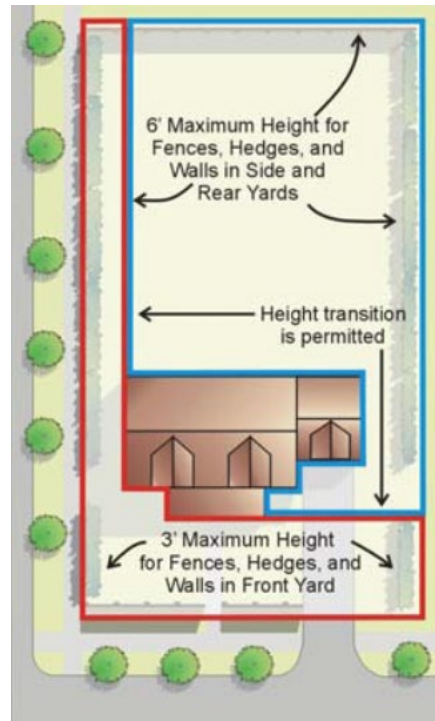 6' Maximum Height for
Fences, Hedges, and
Walls in Side and
Rear Yards
Height transition
is permitted
3' Maximum Height
for Fences, Hedges, and
Walls in Front Yard